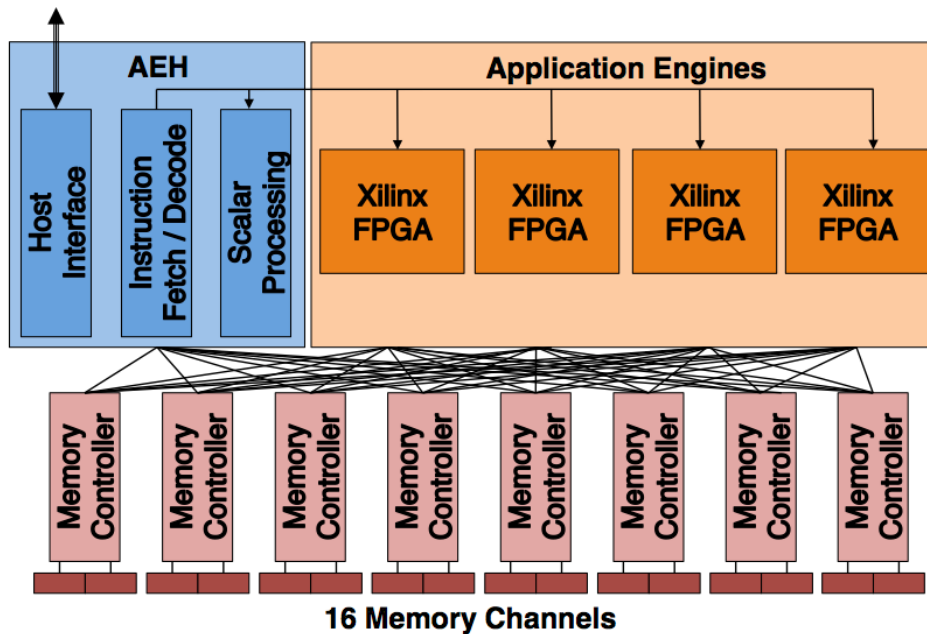 AEH
Application Engines
Host
Interface
Instruction
Fetch / Decode
Scalar
Processing
Xilinx
FPGA
Xilinx
FPGA
Xilinx
FPGA
Xilinx
FPGA
Memory
Controller
Memory
Controller
Memory
Controller
Memory
Controller
Memory
Controller
Memory
Controller
Memory
Controller
Memory
Controller
16 Memory Channels